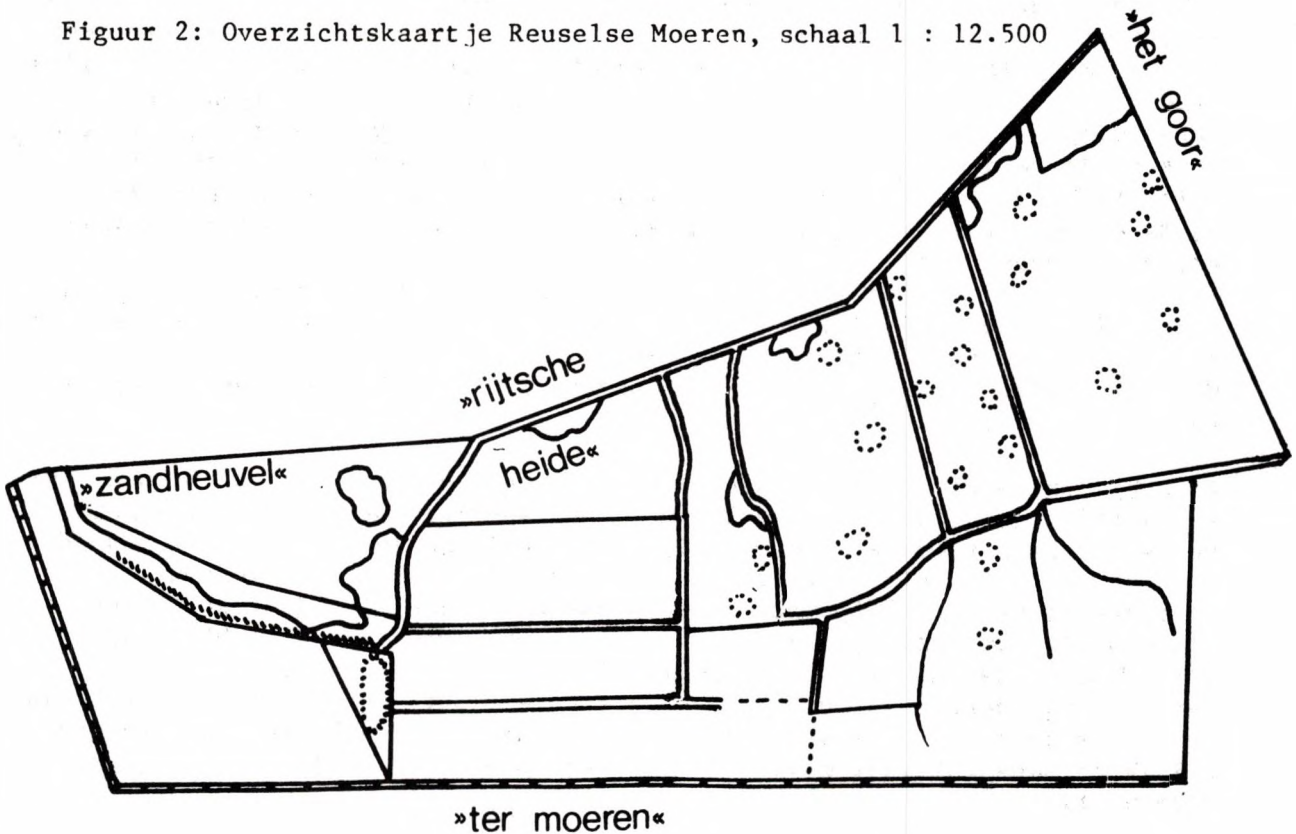 Figuur 2: Overzichtskaartje Reuselse Moeren, schaal 1 : 12.500
»het goor«
»rijtsche
heide«
»zandheuvel«
»ter moeren«